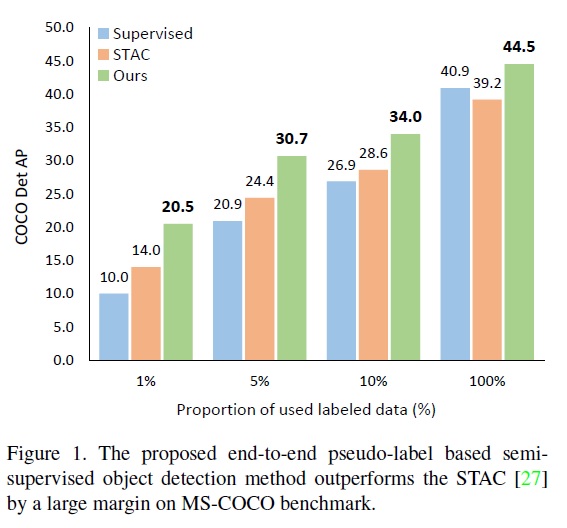 50.0
45.0
40.0
35.0
30.0
25.0
20.0
15.0
10.0
5.0
0.0
COCO Det AP
Supervised
STAC
Ours
10.0
14.0
20.5
20.9
24.4
30.7
26.9
28.6
34.0
40.9
39.2
44.5
1% 5% 10% 100%
Proportion of used labeled data (%)
Figure 1. The proposed end-to-end pseudo-label based semi-
supervised object detection method outperforms the STAC [27]
by a large margin on MS-COCO benchmark.